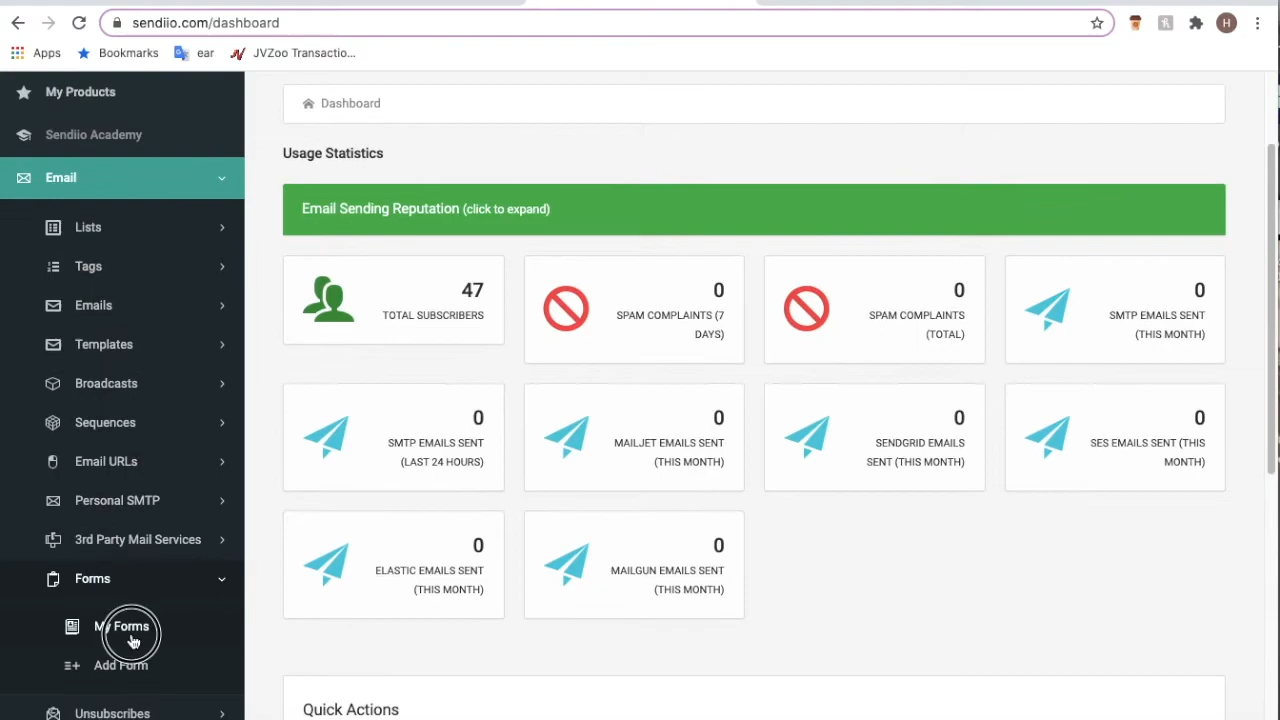 sendiio.com/dashboard
H
Apps
Bookmarks
ear
JVZoo Transactio...
My Products
Sendiio Academy
Email
Lists
Tags
Emails
Templates
Broadcasts
Sequences
Email URLs
Personal SMTP
3rd Party Mail Services
Forms
My Forms
Add Form
Unsubscribes
Dashboard
Usage Statistics
Email Sending Reputation (click to expand)
47
TOTAL SUBSCRIBERS
0
SPAM COMPLAINTS (7
DAYS)
0
SPAM COMPLAINTS
(TOTAL)
0
SMTP EMAILS SENT
(THIS MONTH)
0
SMTP EMAILS SENT
(LAST 24 HOURS)
0
MAILJET EMAILS SENT
(THIS MONTH)
0
SENDGRID EMAILS
SENT (THIS MONTH)
0
SES EMAILS SENT (THIS
MONTH)
0
ELASTIC EMAILS SENT
(THIS MONTH)
0
MAILGUN EMAILS SENT
(THIS MONTH)
Quick Actions